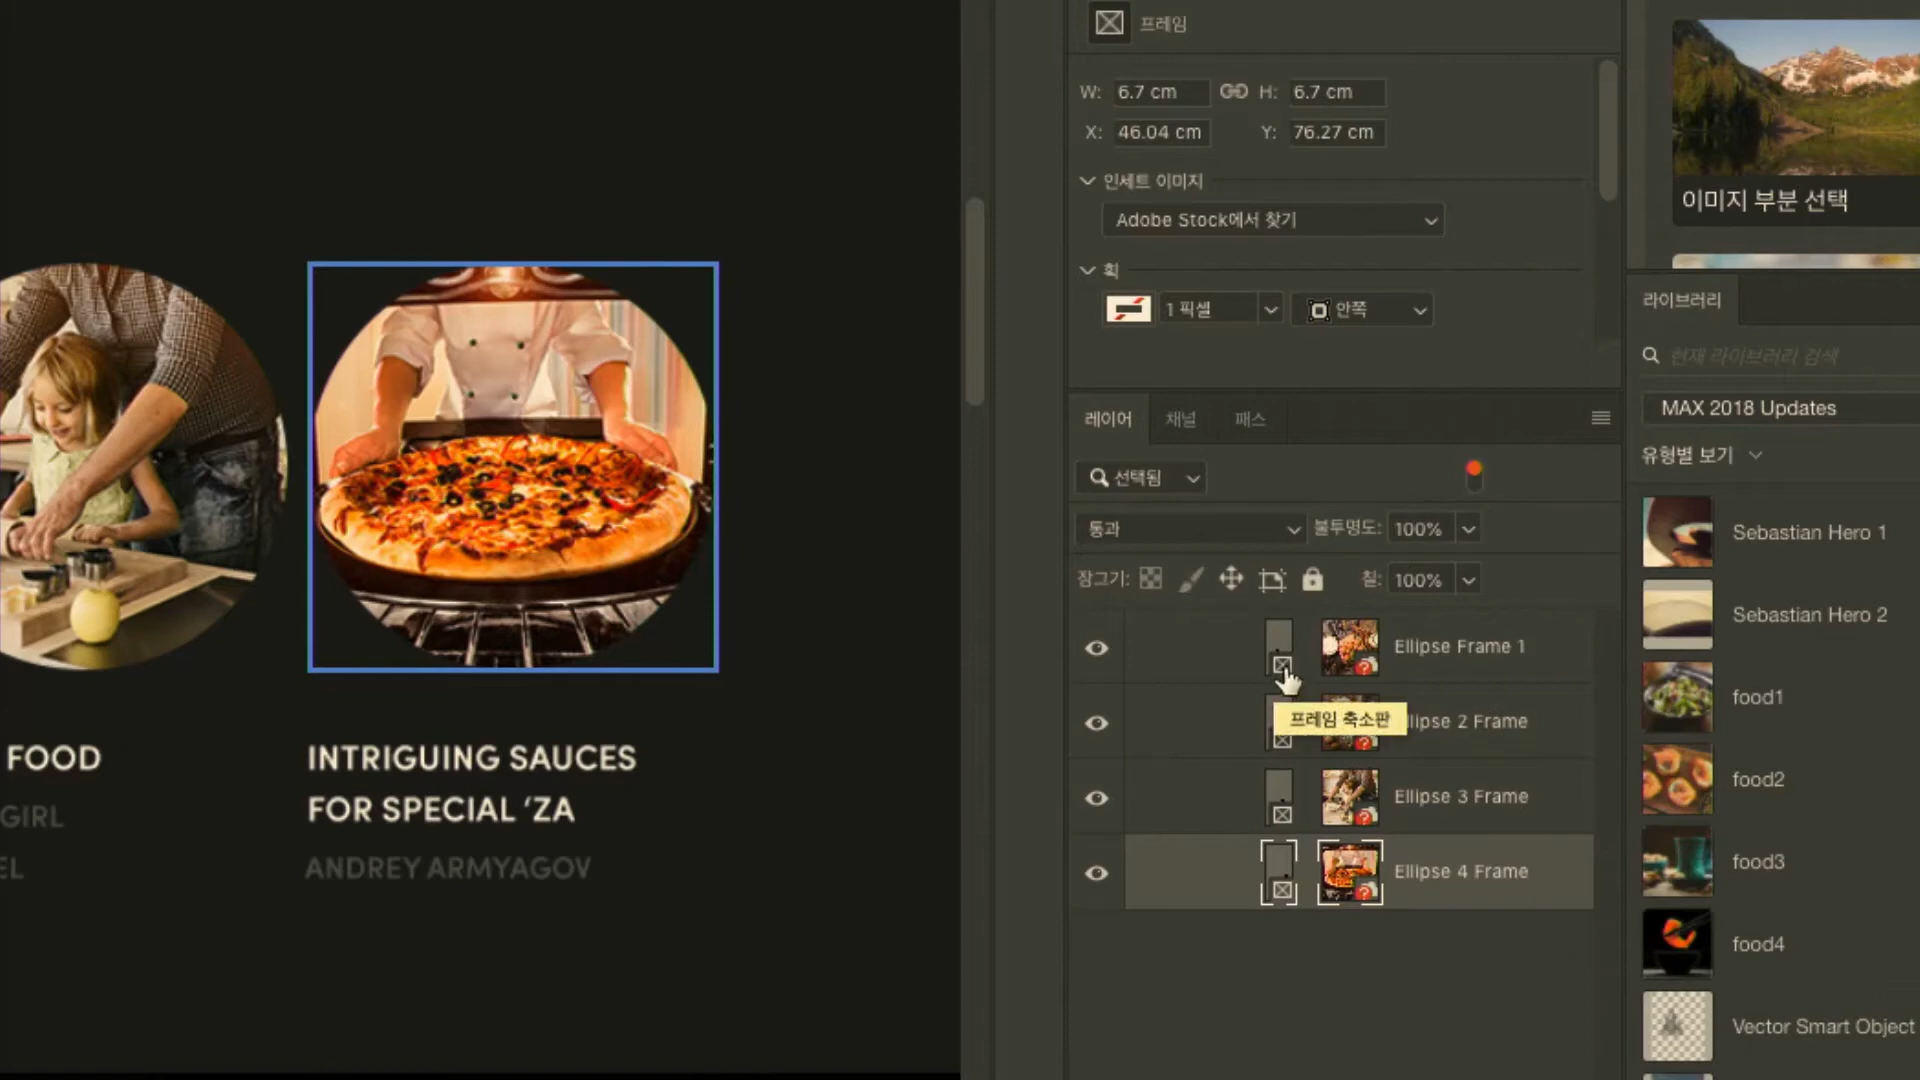 프레임
W: 6.7 cm H: 6.7 cm
X: 46.04 cm Y: 76.27 cm
인세트 이미지
Adobe Stock에서 찾기
획
1 픽셀 안쪽
레이어 채널 패스
선택됨
통과 불투명도: 100%
잠그기: 칠: 100%
Ellipse Frame 1
프레임 축소판
llipse 2 Frame
Ellipse 3 Frame
Ellipse 4 Frame
이미지 부분 선택
라이브러리
현재 라이브러리 검색
MAX 2018 Updates
유형별 보기
Sebastian Hero 1
Sebastian Hero 2
food1
food2
food3
food4
Vector Smart Object
FOOD
GIRL
EL
INTRIGUING SAUCES
FOR SPECIAL ‘ZA
ANDREY ARMYAGOV